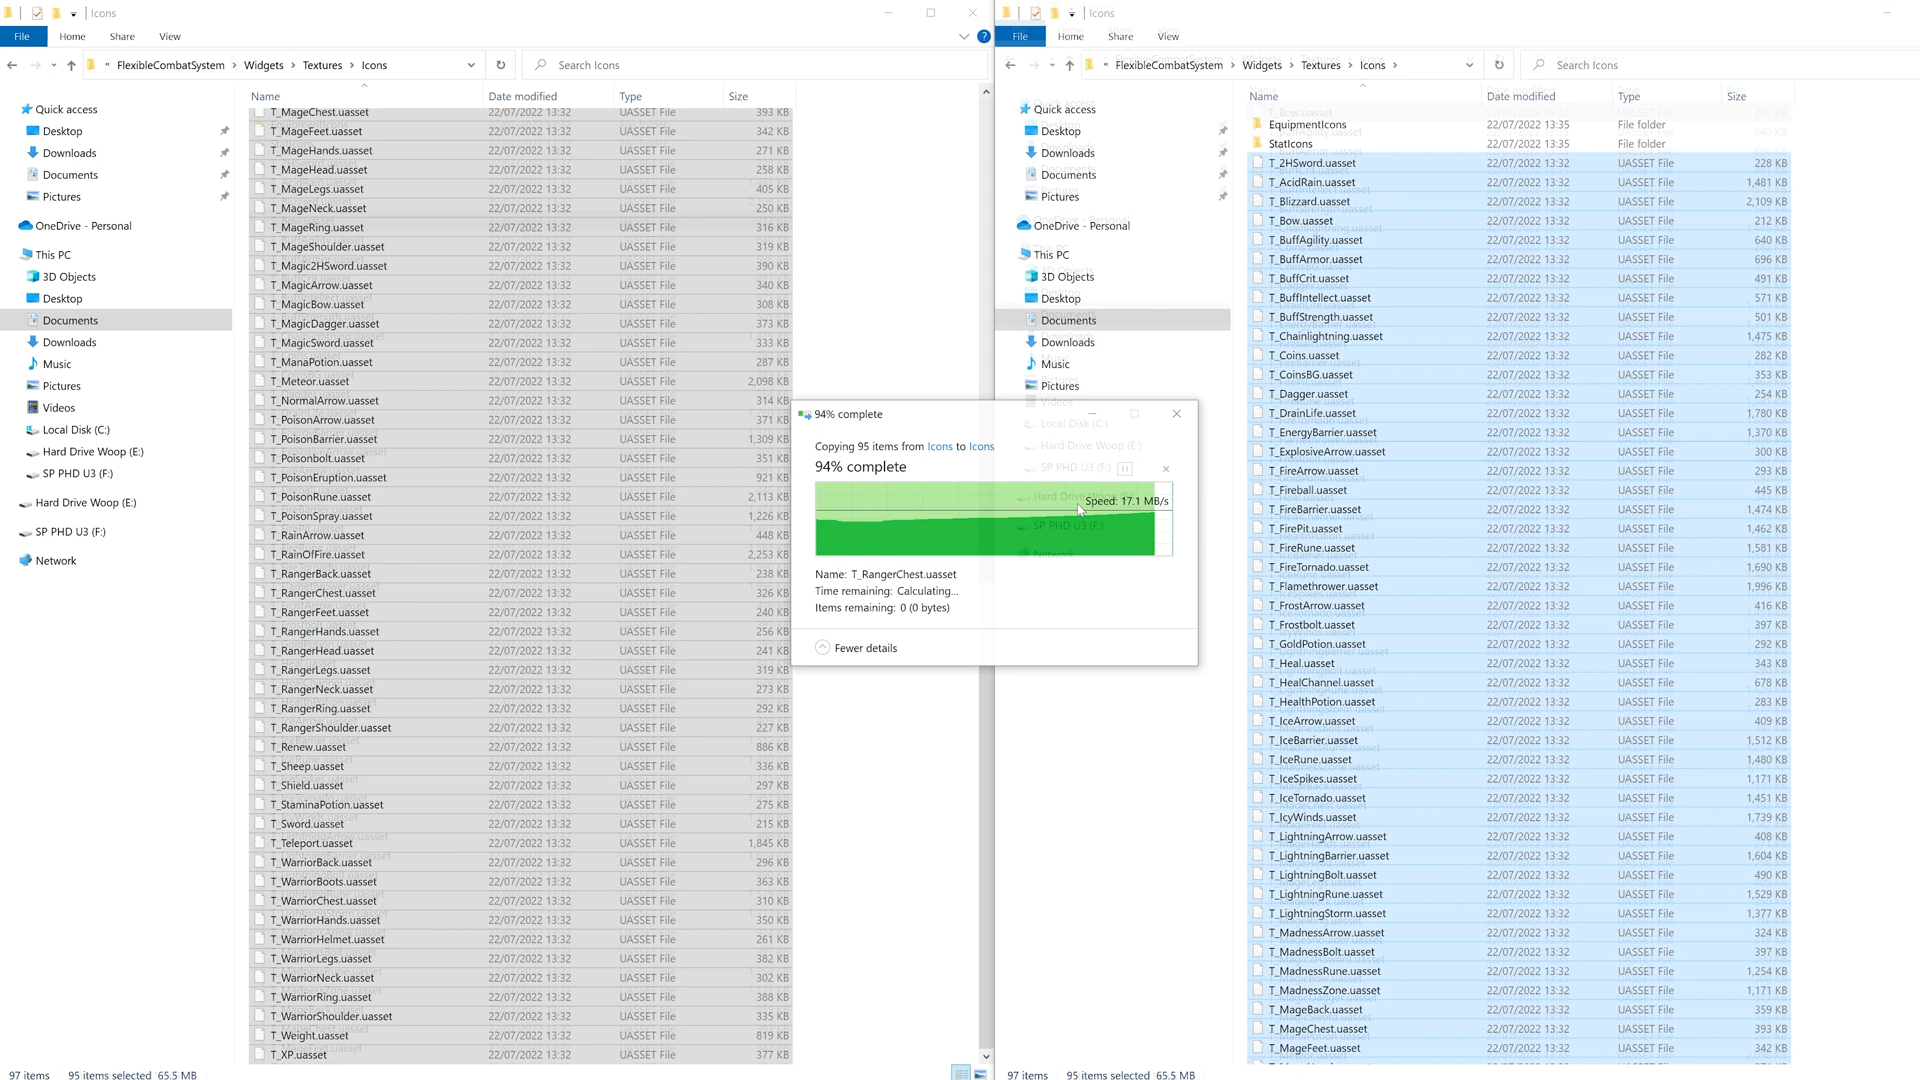 Icons
File Home Share View
« FlexibleCombatSystem > Widgets > Textures > Icons
Search Icons
Quick access
Desktop
Downloads
Documents
Pictures
OneDrive - Personal
This PC
3D Objects
Desktop
Documents
Downloads
Music
Pictures
Videos
Local Disk (C:)
Hard Drive Woop (E:)
SP PHD U3 (F:)
Hard Drive Woop (E:)
SP PHD U3 (F:)
Network
Name Date modified Type Size
T_MageChest.uasset 22/07/2022 13:32 UASSET File 393 KB
T_MageFeet.uasset 22/07/2022 13:32 UASSET File 342 KB
T_MageHands.uasset 22/07/2022 13:32 UASSET File 271 KB
T_MageHead.uasset 22/07/2022 13:32 UASSET File 258 KB
T_MageLegs.uasset 22/07/2022 13:32 UASSET File 405 KB
T_MageNeck.uasset 22/07/2022 13:32 UASSET File 250 KB
T_MageRing.uasset 22/07/2022 13:32 UASSET File 316 KB
T_MageShoulder.uasset 22/07/2022 13:32 UASSET File 319 KB
T_Magic2HSword.uasset 22/07/2022 13:32 UASSET File 390 KB
T_MagicArrow.uasset 22/07/2022 13:32 UASSET File 340 KB
T_MagicBow.uasset 22/07/2022 13:32 UASSET File 308 KB
T_MagicDagger.uasset 22/07/2022 13:32 UASSET File 373 KB
T_MagicSword.uasset 22/07/2022 13:32 UASSET File 333 KB
T_ManaPotion.uasset 22/07/2022 13:32 UASSET File 287 KB
T_Meteor.uasset 22/07/2022 13:32 UASSET File 2,098 KB
T_NormalArrow.uasset 22/07/2022 13:32 UASSET File 314 KB
T_PoisonArrow.uasset 22/07/2022 13:32 UASSET File 371 KB
T_PoisonBarrier.uasset 22/07/2022 13:32 UASSET File 1,309 KB
T_Poisonbolt.uasset 22/07/2022 13:32 UASSET File 351 KB
T_PoisonEruption.uasset 22/07/2022 13:32 UASSET File 921 KB
T_PoisonRune.uasset 22/07/2022 13:32 UASSET File 2,113 KB
T_PoisonSpray.uasset 22/07/2022 13:32 UASSET File 1,226 KB
T_RainArrow.uasset 22/07/2022 13:32 UASSET File 448 KB
T_RainOfFire.uasset 22/07/2022 13:32 UASSET File 2,253 KB
T_RangerBack.uasset 22/07/2022 13:32 UASSET File 238 KB
T_RangerChest.uasset 22/07/2022 13:32 UASSET File 326 KB
T_RangerFeet.uasset 22/07/2022 13:32 UASSET File 240 KB
T_RangerHands.uasset 22/07/2022 13:32 UASSET File 256 KB
T_RangerHead.uasset 22/07/2022 13:32 UASSET File 241 KB
T_RangerLegs.uasset 22/07/2022 13:32 UASSET File 319 KB
T_RangerNeck.uasset 22/07/2022 13:32 UASSET File 273 KB
T_RangerRing.uasset 22/07/2022 13:32 UASSET File 292 KB
T_RangerShoulder.uasset 22/07/2022 13:32 UASSET File 227 KB
T_Renew.uasset 22/07/2022 13:32 UASSET File 886 KB
T_Sheep.uasset 22/07/2022 13:32 UASSET File 336 KB
T_Shield.uasset 22/07/2022 13:32 UASSET File 297 KB
T_StaminaPotion.uasset 22/07/2022 13:32 UASSET File 275 KB
T_Sword.uasset 22/07/2022 13:32 UASSET File 215 KB
T_Teleport.uasset 22/07/2022 13:32 UASSET File 1,845 KB
T_WarriorBack.uasset 22/07/2022 13:32 UASSET File 296 KB
T_WarriorBoots.uasset 22/07/2022 13:32 UASSET File 363 KB
T_WarriorChest.uasset 22/07/2022 13:32 UASSET File 310 KB
T_WarriorHands.uasset 22/07/2022 13:32 UASSET File 350 KB
T_WarriorHelmet.uasset 22/07/2022 13:32 UASSET File 261 KB
T_WarriorLegs.uasset 22/07/2022 13:32 UASSET File 382 KB
T_WarriorNeck.uasset 22/07/2022 13:32 UASSET File 302 KB
T_WarriorRing.uasset 22/07/2022 13:32 UASSET File 388 KB
T_WarriorShoulder.uasset 22/07/2022 13:32 UASSET File 335 KB
T_Weight.uasset 22/07/2022 13:32 UASSET File 819 KB
T_XP.uasset 22/07/2022 13:32 UASSET File 377 KB
97 items 95 items selected 65.5 MB
94% complete
Copying 95 items from Icons to Icons
94% complete
Speed: 17.1 MB/s
Name: T_RangerChest.uasset
Time remaining: Calculating...
Items remaining: 0 (0 bytes)
Fewer details
Icons
File Home Share View
« FlexibleCombatSystem > Widgets > Textures > Icons >
Search Icons
Quick access
Desktop
Downloads
Documents
Pictures
OneDrive - Personal
This PC
3D Objects
Desktop
Documents
Downloads
Music
Pictures
Videos
Local Disk (C:)
Hard Drive Woop (E:)
SP PHD U3 (F:)
Hard Drive Woop (E:)
SP PHD U3 (F:)
Network
Name Date modified Type Size
EquipmentIcons 22/07/2022 13:35 File folder
StatIcons 22/07/2022 13:35 File folder
T_2HSword.uasset 22/07/2022 13:32 UASSET File 228 KB
T_AcidRain.uasset 22/07/2022 13:32 UASSET File 1,481 KB
T_Blizzard.uasset 22/07/2022 13:32 UASSET File 2,109 KB
T_Bow.uasset 22/07/2022 13:32 UASSET File 212 KB
T_BuffAgility.uasset 22/07/2022 13:32 UASSET File 640 KB
T_BuffArmor.uasset 22/07/2022 13:32 UASSET File 696 KB
T_BuffCrit.uasset 22/07/2022 13:32 UASSET File 491 KB
T_BuffIntellect.uasset 22/07/2022 13:32 UASSET File 571 KB
T_BuffStrength.uasset 22/07/2022 13:32 UASSET File 501 KB
T_Chainlightning.uasset 22/07/2022 13:32 UASSET File 1,475 KB
T_Coins.uasset 22/07/2022 13:32 UASSET File 282 KB
T_CoinsBG.uasset 22/07/2022 13:32 UASSET File 353 KB
T_Dagger.uasset 22/07/2022 13:32 UASSET File 254 KB
T_DrainLife.uasset 22/07/2022 13:32 UASSET File 1,780 KB
T_EnergyBarrier.uasset 22/07/2022 13:32 UASSET File 1,370 KB
T_ExplosiveArrow.uasset 22/07/2022 13:32 UASSET File 300 KB
T_FireArrow.uasset 22/07/2022 13:32 UASSET File 293 KB
T_Fireball.uasset 22/07/2022 13:32 UASSET File 445 KB
T_FireBarrier.uasset 22/07/2022 13:32 UASSET File 1,474 KB
T_FirePit.uasset 22/07/2022 13:32 UASSET File 1,462 KB
T_FireRune.uasset 22/07/2022 13:32 UASSET File 1,581 KB
T_FireTornado.uasset 22/07/2022 13:32 UASSET File 1,690 KB
T_Flamethrower.uasset 22/07/2022 13:32 UASSET File 1,996 KB
T_FrostArrow.uasset 22/07/2022 13:32 UASSET File 416 KB
T_Frostbolt.uasset 22/07/2022 13:32 UASSET File 397 KB
T_GoldPotion.uasset 22/07/2022 13:32 UASSET File 292 KB
T_Heal.uasset 22/07/2022 13:32 UASSET File 343 KB
T_HealChannel.uasset 22/07/2022 13:32 UASSET File 678 KB
T_HealthPotion.uasset 22/07/2022 13:32 UASSET File 283 KB
T_IceArrow.uasset 22/07/2022 13:32 UASSET File 409 KB
T_IceBarrier.uasset 22/07/2022 13:32 UASSET File 1,512 KB
T_IceRune.uasset 22/07/2022 13:32 UASSET File 1,480 KB
T_IceSpikes.uasset 22/07/2022 13:32 UASSET File 1,171 KB
T_IceTornado.uasset 22/07/2022 13:32 UASSET File 1,451 KB
T_IcyWinds.uasset 22/07/2022 13:32 UASSET File 1,739 KB
T_LightningArrow.uasset 22/07/2022 13:32 UASSET File 408 KB
T_LightningBarrier.uasset 22/07/2022 13:32 UASSET File 1,604 KB
T_LightningBolt.uasset 22/07/2022 13:32 UASSET File 490 KB
T_LightningRune.uasset 22/07/2022 13:32 UASSET File 1,529 KB
T_LightningStorm.uasset 22/07/2022 13:32 UASSET File 1,377 KB
T_MadnessArrow.uasset 22/07/2022 13:32 UASSET File 324 KB
T_MadnessBolt.uasset 22/07/2022 13:32 UASSET File 397 KB
T_MadnessRune.uasset 22/07/2022 13:32 UASSET File 1,254 KB
T_MadnessZone.uasset 22/07/2022 13:32 UASSET File 1,171 KB
T_MageBack.uasset 22/07/2022 13:32 UASSET File 359 KB
T_MageChest.uasset 22/07/2022 13:32 UASSET File 393 KB
T_MageFeet.uasset 22/07/2022 13:32 UASSET File 342 KB
97 items 95 items selected 65.5 MB